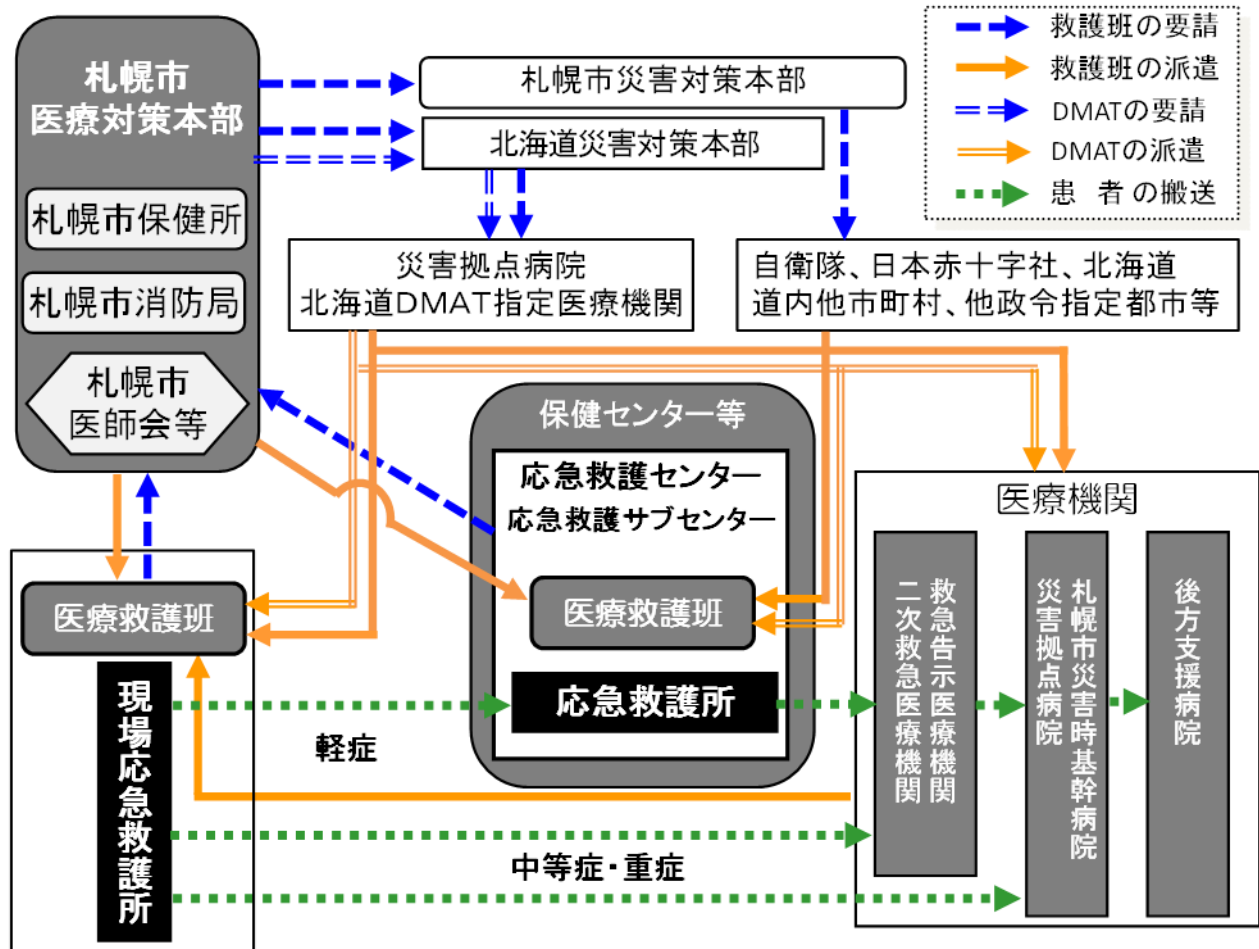 札幌市
医療対策本部
札幌市保健所
札幌市消防局
札幌市
医師会等
札幌市災害対策本部
北海道災害対策本部
救護班の要請
救護班の派遣
DMATの要請
DMATの派遣
患 者 の搬送
災害拠点病院
北海道DMAT指定医療機関
自衛隊、日本赤十字社、北海道
道内他市町村、他政令指定都市等
保健センター等
応急救護センター
応急救護サブセンター
医療救護班
応急救護所
医療救護班
現場応急救護所
軽症
中等症・重症
医療機関
救急告示医療機関
二次救急医療機関
札幌市災害時基幹病院
災害拠点病院
後方支援病院